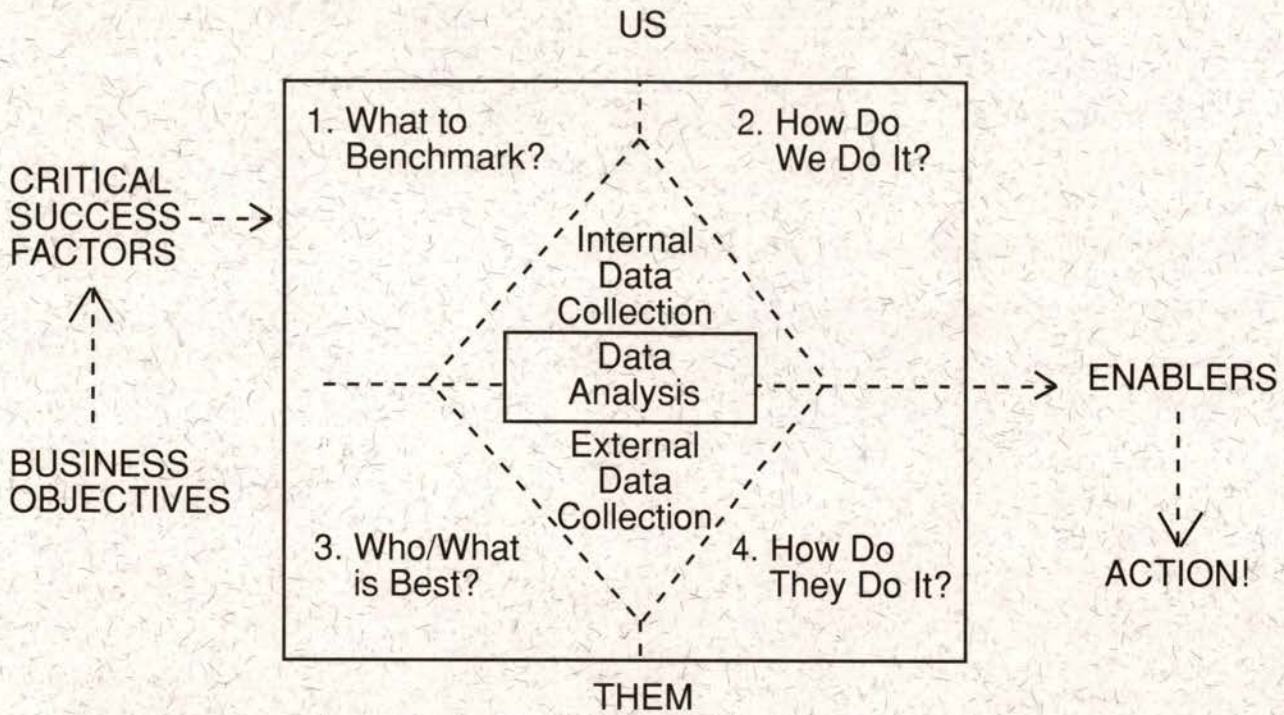 US
1. What to
Benchmark?
2. How Do
We Do It?
CRITICAL
SUCCESS
FACTORS
Internal
Data
Collection
Data
Analysis
ENABLERS
External
Data
Collection
BUSINESS
OBJECTIVES
3. Who/What
is Best?
4. How Do
They Do It?
ACTION!
THEM